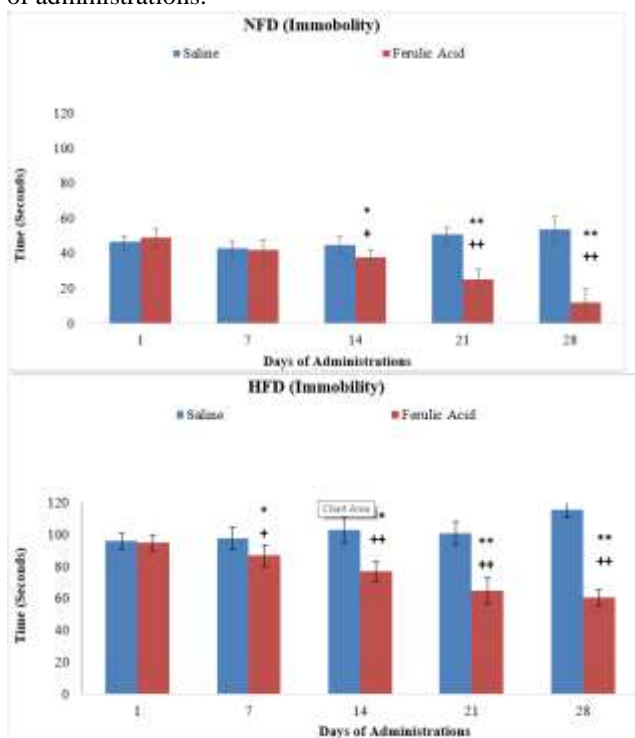 of administrations.
NFD (Immobolity)
Saline Ferulic Acid
120
100
80
60
40
20
0
Time (Seconds)
*
+
**
++
**
++
1 7 14 21 28
Days of Administrations
HFD (Immobility)
Saline Ferulic Acid
120
100
80
60
40
20
0
Time (Seconds)
*
+
Chart Area
*
++
**
++
**
++
1 7 14 21 28
Days of Administrations